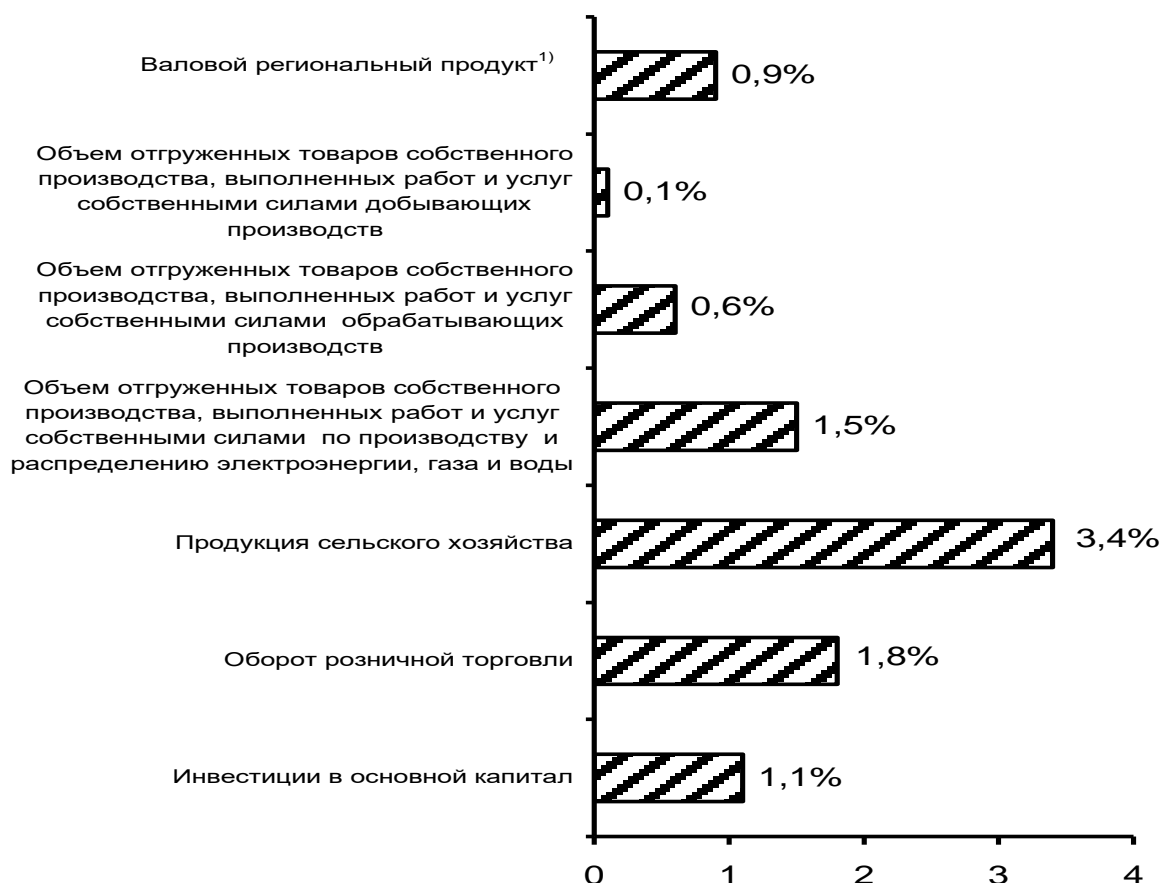 Валовой региональный продукт1)
0,9%
Объем отгруженных товаров собственного
производства, выполненных работ и услуг
собственными силами добывающих
производств
0,1%
Объем отгруженных товаров собственного
производства, выполненных работ и услуг
собственными силами обрабатывающих
производств
0,6%
Объем отгруженных товаров собственного
производства, выполненных работ и услуг
собственными силами по производству и
распределению электроэнергии, газа и воды
1,5%
Продукция сельского хозяйства
3,4%
Оборот розничной торговли
1,8%
Инвестиции в основной капитал
1,1%
0 1 2 3 4